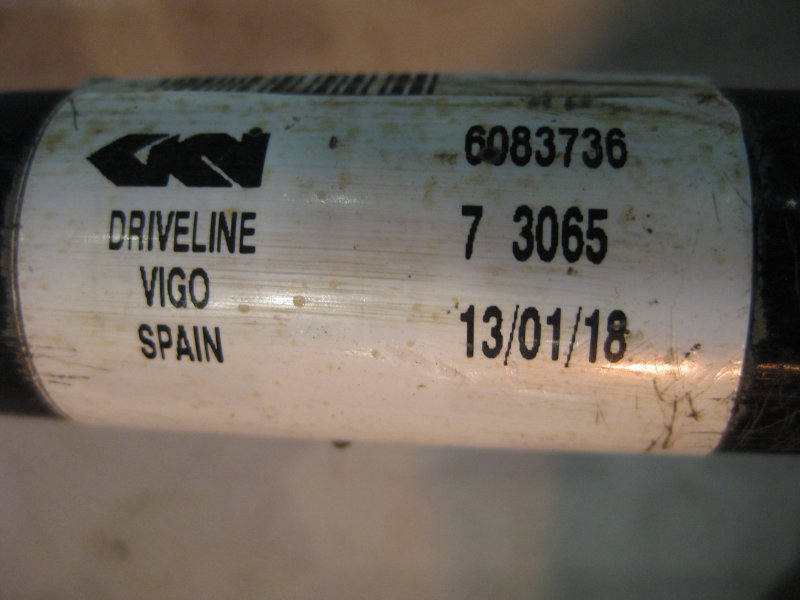 GKN
DRIVELINE
VIGO
SPAIN
6083736
7 3065
13/01/18